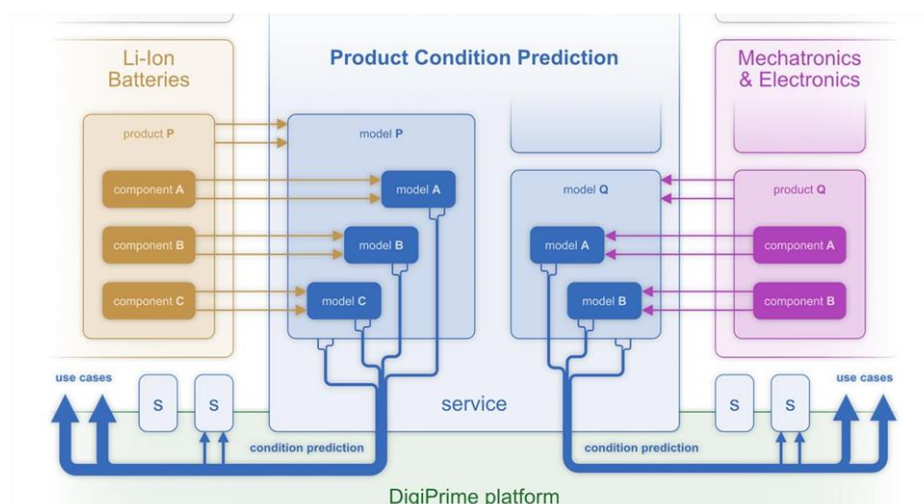 Li-Ion
Batteries
Product Condition Prediction
Mechatronics
& Electronics
product P
model P
model Q
product Q
component A
model A
component B
model B
model A
component A
component C
model C
model B
component B
use cases
S
S
service
S
S
use cases
condition prediction
condition prediction
DigiPrime platform